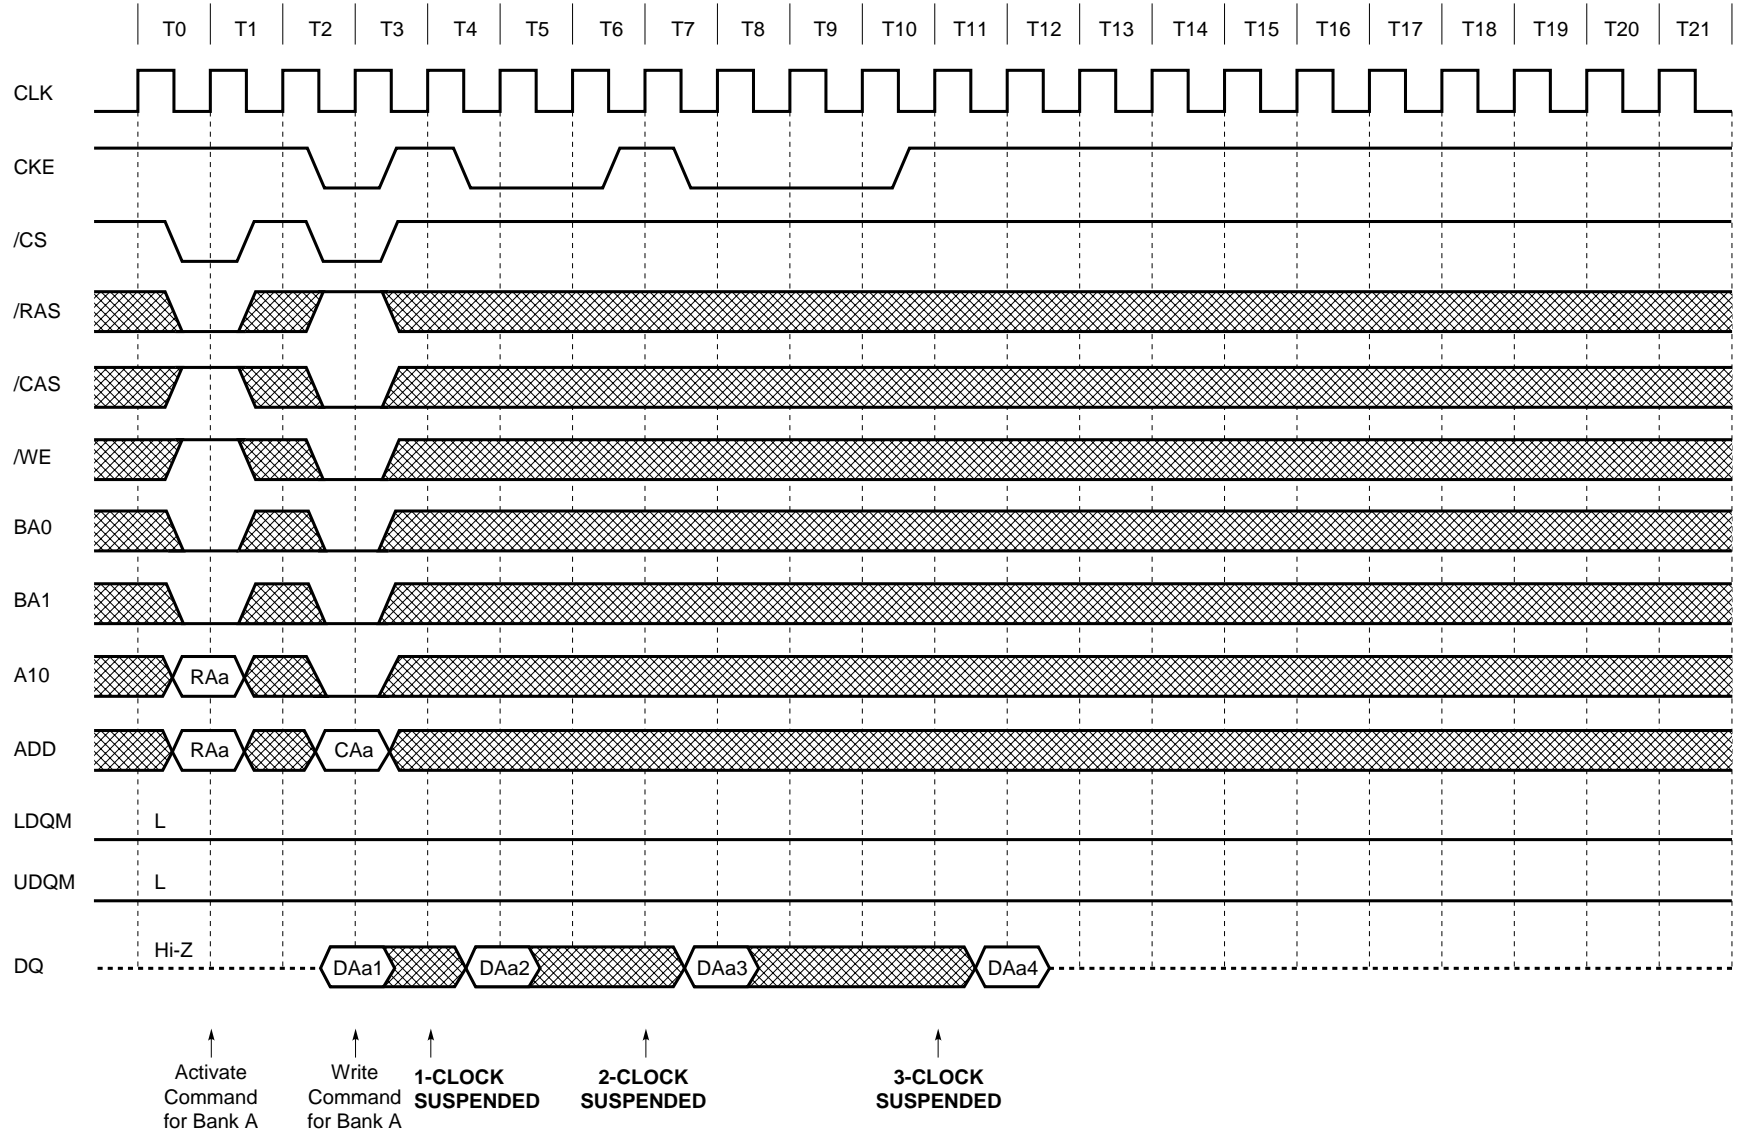 T0 T1 T2 T3 T4 T5 T6 T7 T8 T9 T10 T11 T12 T13 T14 T15 T16 T17 T18 T19 T20 T21
CLK
CKE
/CS
/RAS
/CAS
/WE
BA0
BA1
A10 RAa
ADD RAa CAa
LDQM L
UDQM L
DQ Hi-Z DAa1 DAa2 DAa3 DAa4
Activate
Command
for Bank A
Write
Command
for Bank A
1-CLOCK
SUSPENDED
2-CLOCK
SUSPENDED
3-CLOCK
SUSPENDED